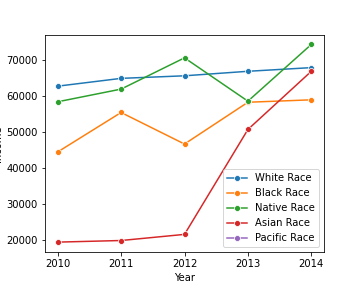 70000
60000
50000
40000
30000
20000
2010 2011 2012 2013 2014
Year
White Race
Black Race
Native Race
Asian Race
Pacific Race